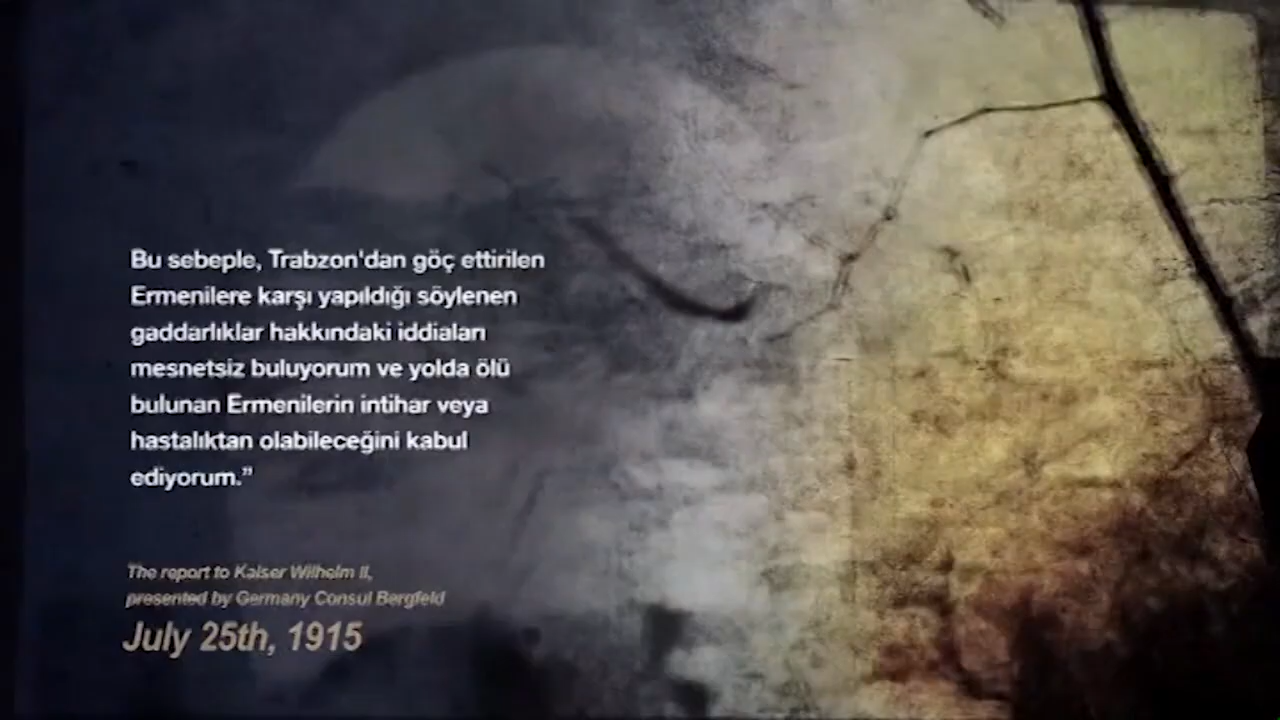 Bu sebeple, Trabzon'dan göç ettirilen
Ermenilere karşı yapıldığı söylenen
gaddarlıklar hakkındaki iddiaları
mesnetsiz buluyorum ve yolda ölü
bulunan Ermenilerin intihar veya
hastalıktan olabileceğini kabul
ediyorum.”
The report to Kaiser Wilhelm II,
presented by Germany Consul Bergfeld
July 25th, 1915